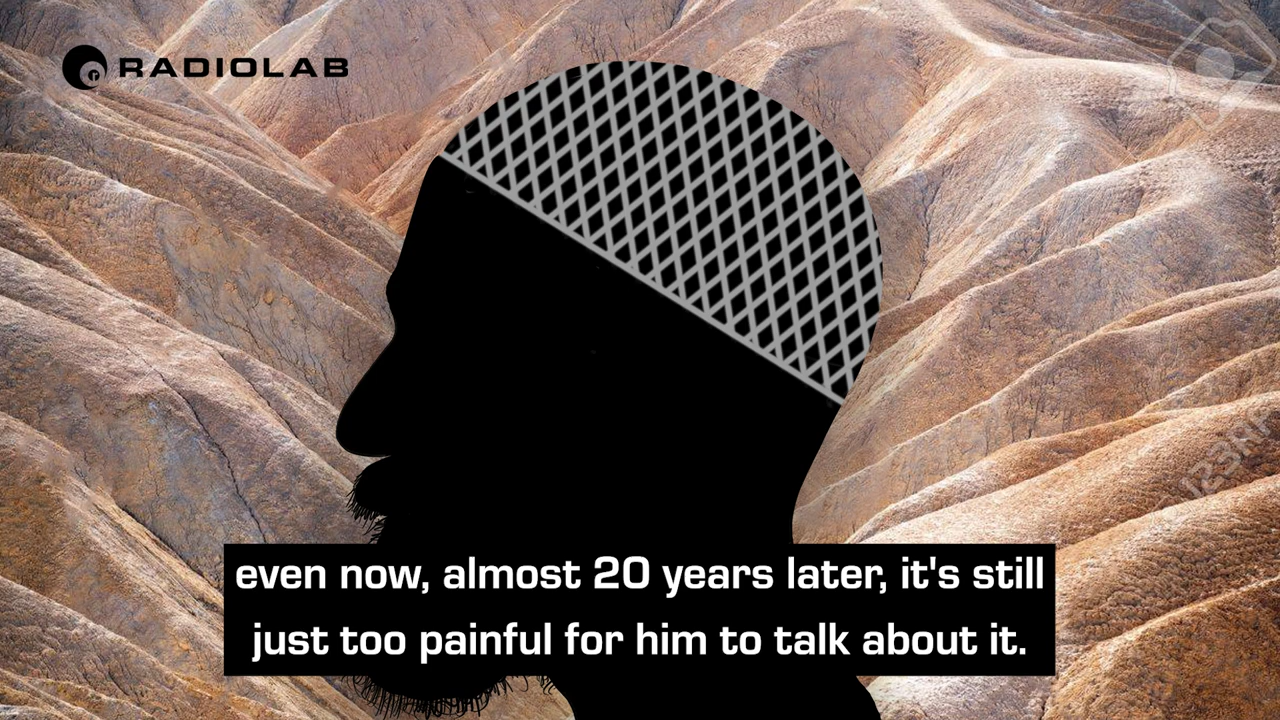 RADIOLAB
even now, almost 20 years later, it's still
just too painful for him to talk about it.